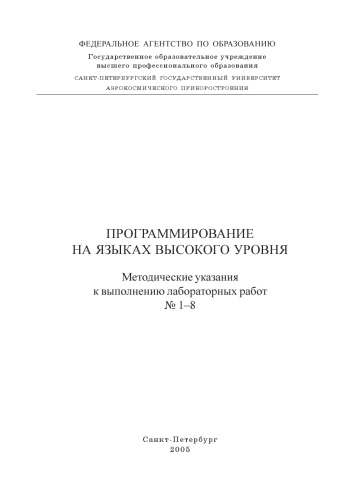 ФЕДЕРАЛЬНОЕ АГЕНТСТВО ПО ОБРАЗОВАНИЮ
Государственное образовательное учреждение
высшего профессионального образования
САНКТ-ПЕТЕРБУРГСКИЙ ГОСУДАРСТВЕННЫЙ УНИВЕРСИТЕТ
АЭРОКОСМИЧЕСКОГО ПРИБОРОСТРОЕНИЯ
ПРОГРАММИРОВАНИЕ
НА ЯЗЫКАХ ВЫСОКОГО УРОВНЯ
Методические указания
к выполнению лабораторных работ
№ 1–8
Санкт-Петербург
2005